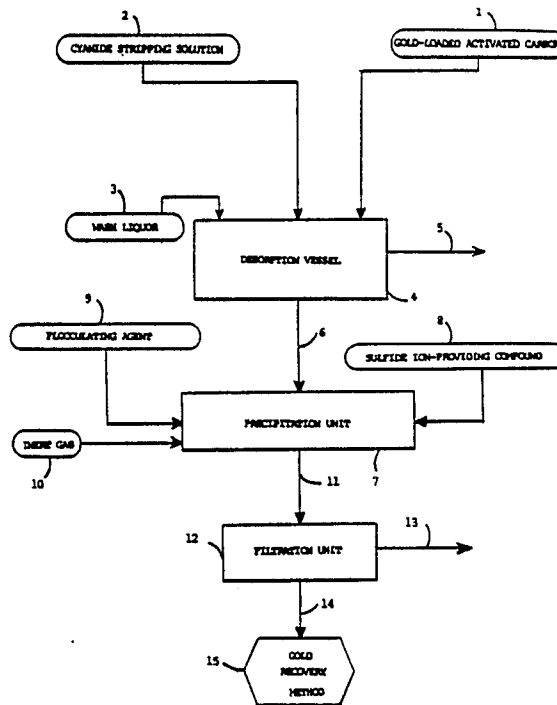 2
1
CYANIDE STRIPPING SOLUTION
GOLD-LOADED ACTIVATED CARBON
3
WASH LIQUOR
DESORPTION VESSEL
5
4
9
FLOCCULATING AGENT
6
8
SULFIDE ION-PROVIDING COMPOUND
PRECIPITATION UNIT
INERT GAS
10
7
11
12
FILTRATION UNIT
13
14
15
GOLD
RECOVERY
METHOD